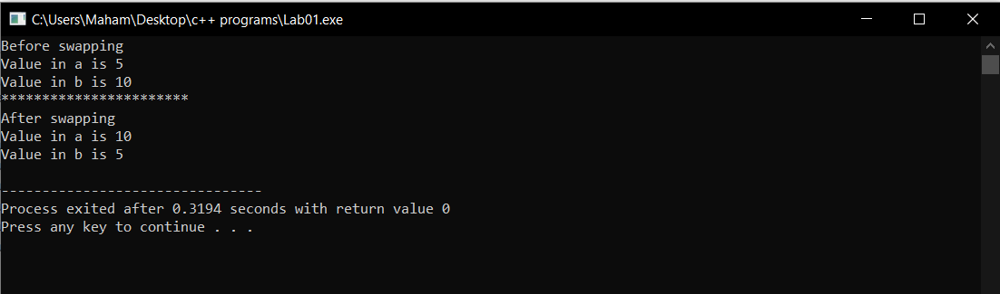 C:\Users\Maham\Desktop\c++ programs\Lab01.exe
Before swapping
Value in a is 5
Value in b is 10
***********************
After swapping
Value in a is 10
Value in b is 5
--------------------------------
Process exited after 0.3194 seconds with return value 0
Press any key to continue . . .